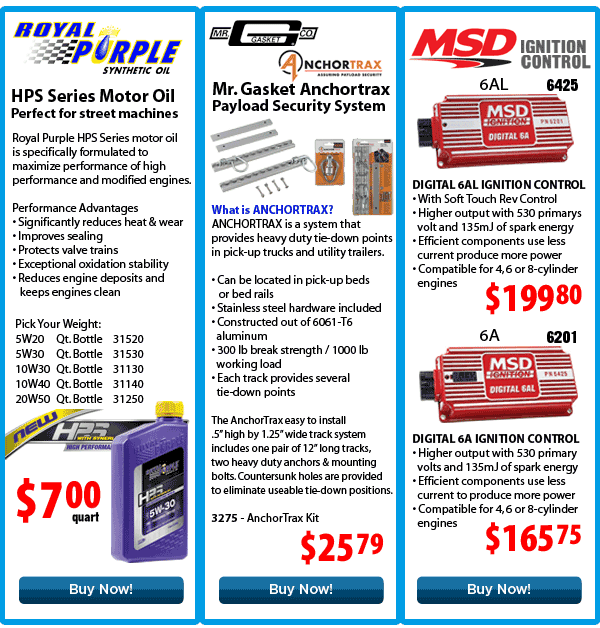 ROYAL
PURPLE
SYNTHETIC OIL
HPS Series Motor Oil
Perfect for street machines
Royal Purple HPS Series motor oil
is specifically formulated to
maximize performance of high
performance and modified engines.
Performance Advantages
• Significantly reduces heat & wear
• Improves sealing
• Protects valve trains
• Exceptional oxidation stability
• Reduces engine deposits and
keeps engines clean
Pick Your Weight:
5W20 Qt. Bottle 31520
5W30 Qt. Bottle 31530
10W30 Qt. Bottle 31130
10W40 Qt. Bottle 31140
20W50 Qt. Bottle 31250
NEW
HPS
WITH SYNERL
HIGH PERFORMA
ROYAL PURPLE
HPS
5W-30
$7.00
quart
Buy Now!
MR. GASKET CO
ANCHORTRAX
ASSURING PAYLOAD SECURITY
Mr. Gasket Anchortrax
Payload Security System
What is ANCHORTRAX?
ANCHORTRAX is a system that
provides heavy duty tie-down points
in pick-up trucks and utility trailers.
• Can be located in pick-up beds
or bed rails
• Stainless steel hardware included
• Constructed out of 6061-T6
aluminum
• 300 lb break strength / 1000 lb
working load
• Each track provides several
tie-down points
The AnchorTrax easy to install
.5” high by 1.25” wide track system
includes one pair of 12” long tracks,
two heavy duty anchors & mounting
bolts. Countersunk holes are provided
to eliminate useable tie-down positions.
3275 - AnchorTrax Kit
$25 79
Buy Now!
MSD IGNITION
CONTROL
6AL 6425
MSD
IGNITION
DIGITAL 6A
PN 6201
DIGITAL 6AL IGNITION CONTROL
• With Soft Touch Rev Control
• Higher output with 530 primarys
volt and 135mJ of spark energy
• Efficient components use less
current produce more power
• Compatible for 4, 6 or 8-cylinder
engines
$199 80
6A 6201
MSD
IGNITION
DIGITAL 6AL
PN 6425
DIGITAL 6A IGNITION CONTROL
• Higher output with 530 primary
volts and 135mJ of spark energy
• Efficient components use less
current to produce more power
• Compatible for 4, 6 or 8-cylinder
engines
$165 75
Buy Now!